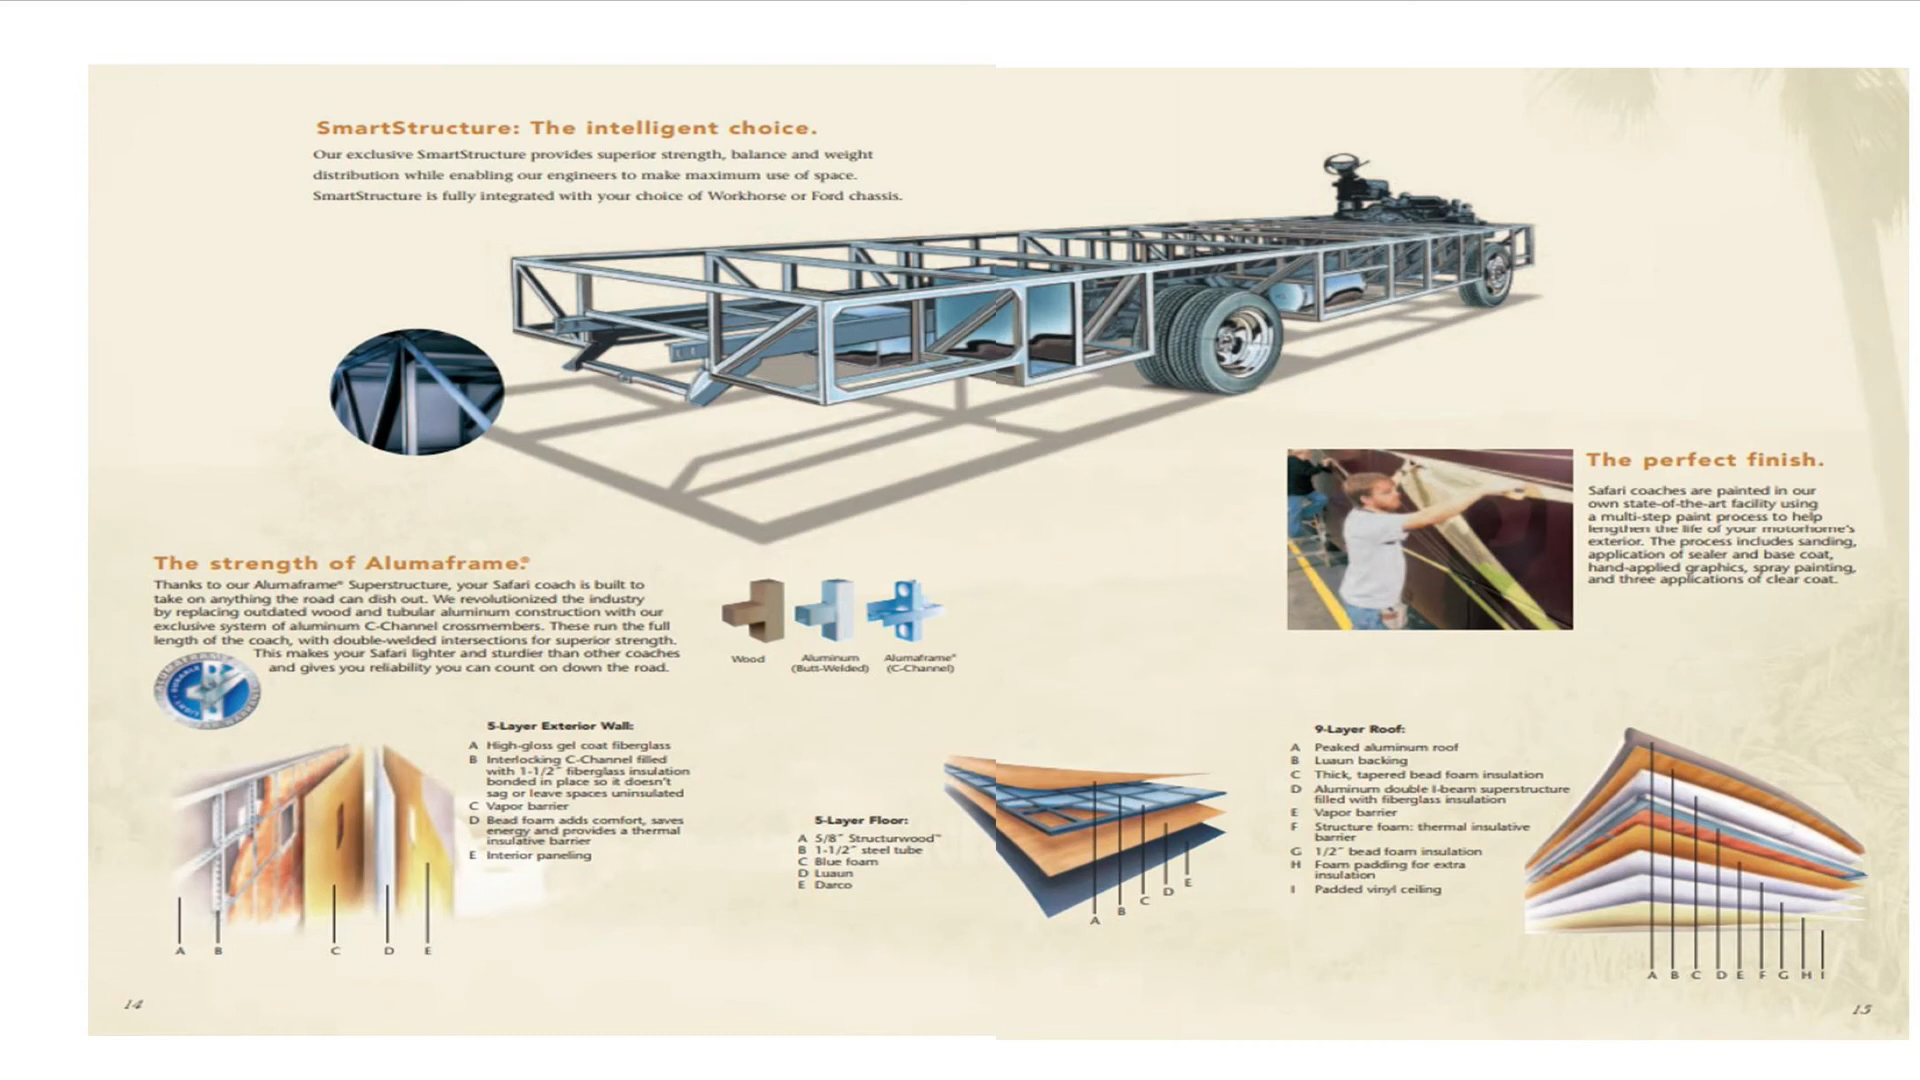 SmartStructure: The intelligent choice.
Our exclusive SmartStructure provides superior strength, balance and weight
distribution while enabling our engineers to make maximum use of space.
SmartStructure is fully integrated with your choice of Workhorse or Ford chassis.
The perfect finish.
Safari coaches are painted in our
own state-of-the-art facility using
a multi-step paint process to help
lengthen the life of your motorhome's
exterior. The process includes sanding,
application of sealer and base coat,
hand-applied graphics, spray painting,
and three applications of clear coat.
The strength of Alumaframe.®
Thanks to our Alumaframe® Superstructure, your Safari coach is built to
take on anything the road can dish out. We revolutionized the industry
by replacing outdated wood and tubular aluminum construction with our
exclusive system of aluminum C-Channel crossmembers. These run the full
length of the coach, with double-welded intersections for superior strength.
This makes your Safari lighter and sturdier than other coaches
and gives you reliability you can count on down the road.
Wood
Aluminum
(Butt-Welded)
Alumaframe®
(C-Channel)
5-Layer Exterior Wall:
A High-gloss gel coat fiberglass
B Interlocking C-Channel filled
with 1-1/2″ fiberglass insulation
bonded in place so it doesn't
sag or leave spaces uninsulated
C Vapor barrier
D Bead foam adds comfort, saves
energy and provides a thermal
insulative barrier
E Interior paneling
A B C D E
5-Layer Floor:
A 5/8″ Structurwood™
B 1-1/2″ steel tube
C Blue foam
D Luaun
E Darco
A B C D E
9-Layer Roof:
A Peaked aluminum roof
B Luaun backing
C Thick, tapered bead foam insulation
D Aluminum double I-beam superstructure
filled with fiberglass insulation
E Vapor barrier
F Structure foam: thermal insulative
barrier
G 1/2″ bead foam insulation
H Foam padding for extra
insulation
I Padded vinyl ceiling
A B C D E F G H I
14
15